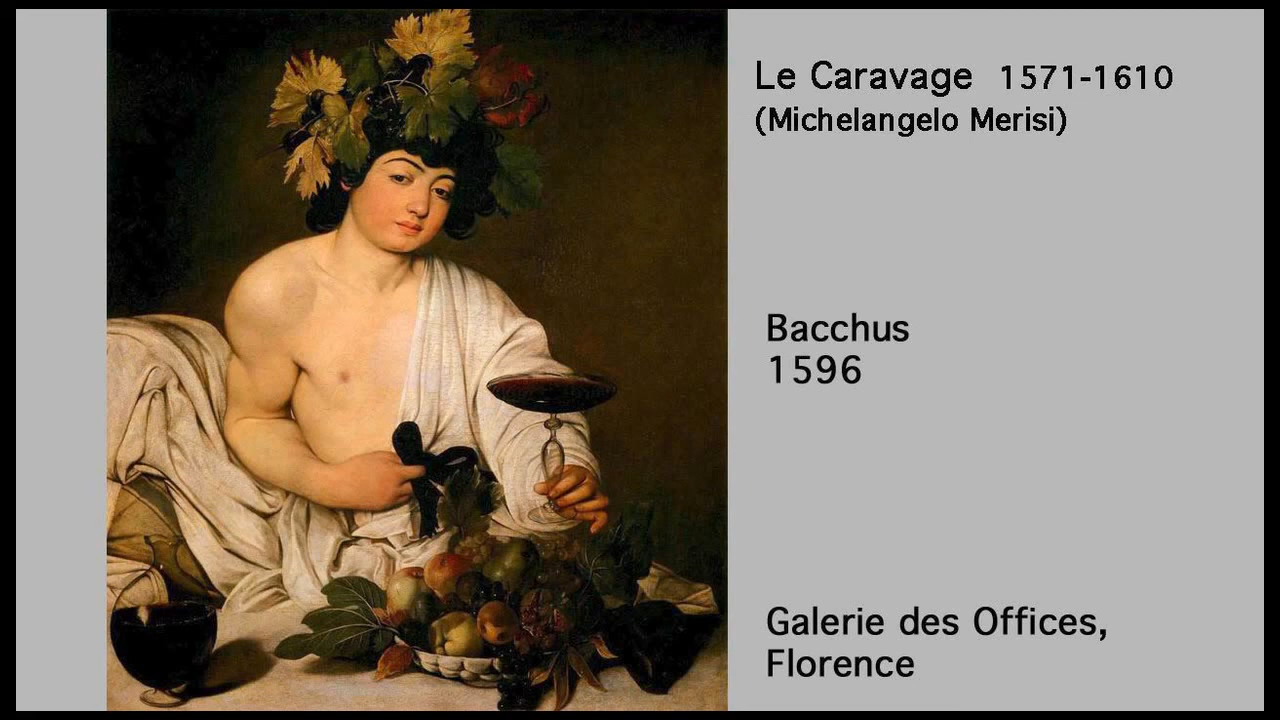 Le Caravage 1571-1610
(Michelangelo Merisi)
Bacchus
1596
Galerie des Offices,
Florence